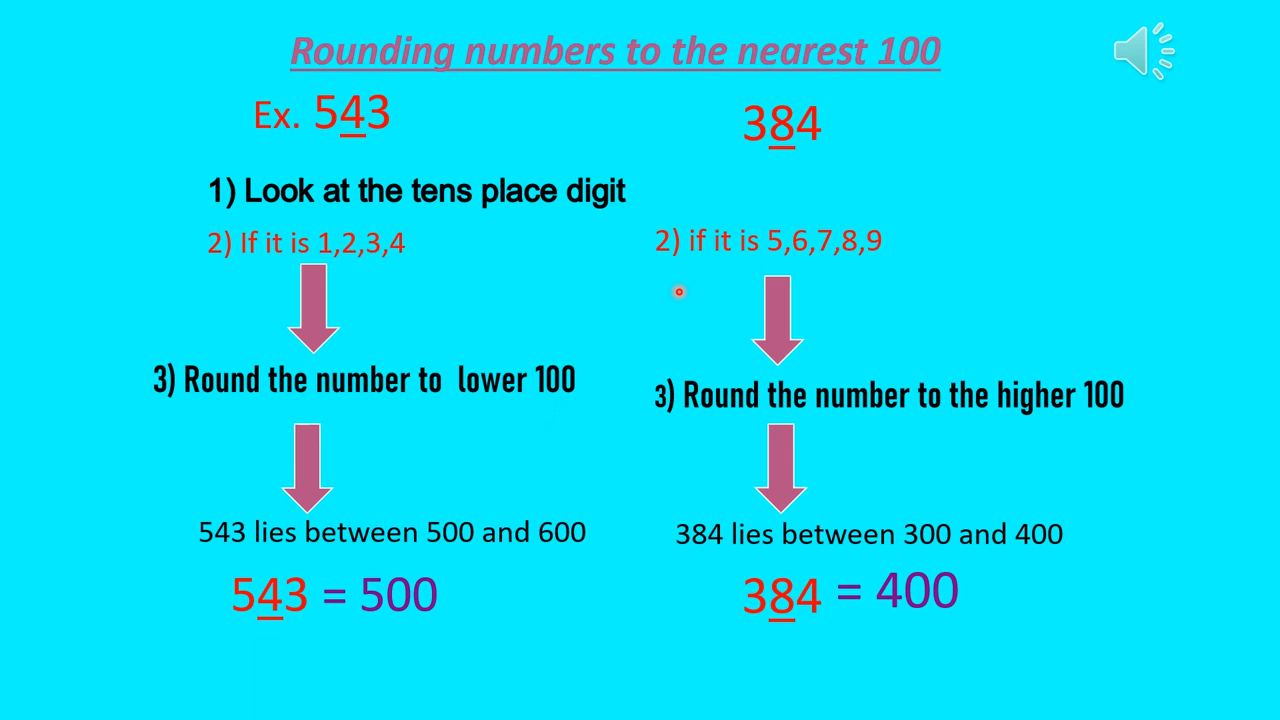 Rounding numbers to the nearest 100
Ex. 543
384
1) Look at the tens place digit
2) If it is 1,2,3,4
3) Round the number to lower 100
543 lies between 500 and 600
543 = 500
2) if it is 5,6,7,8,9
3) Round the number to the higher 100
384 lies between 300 and 400
384 = 400